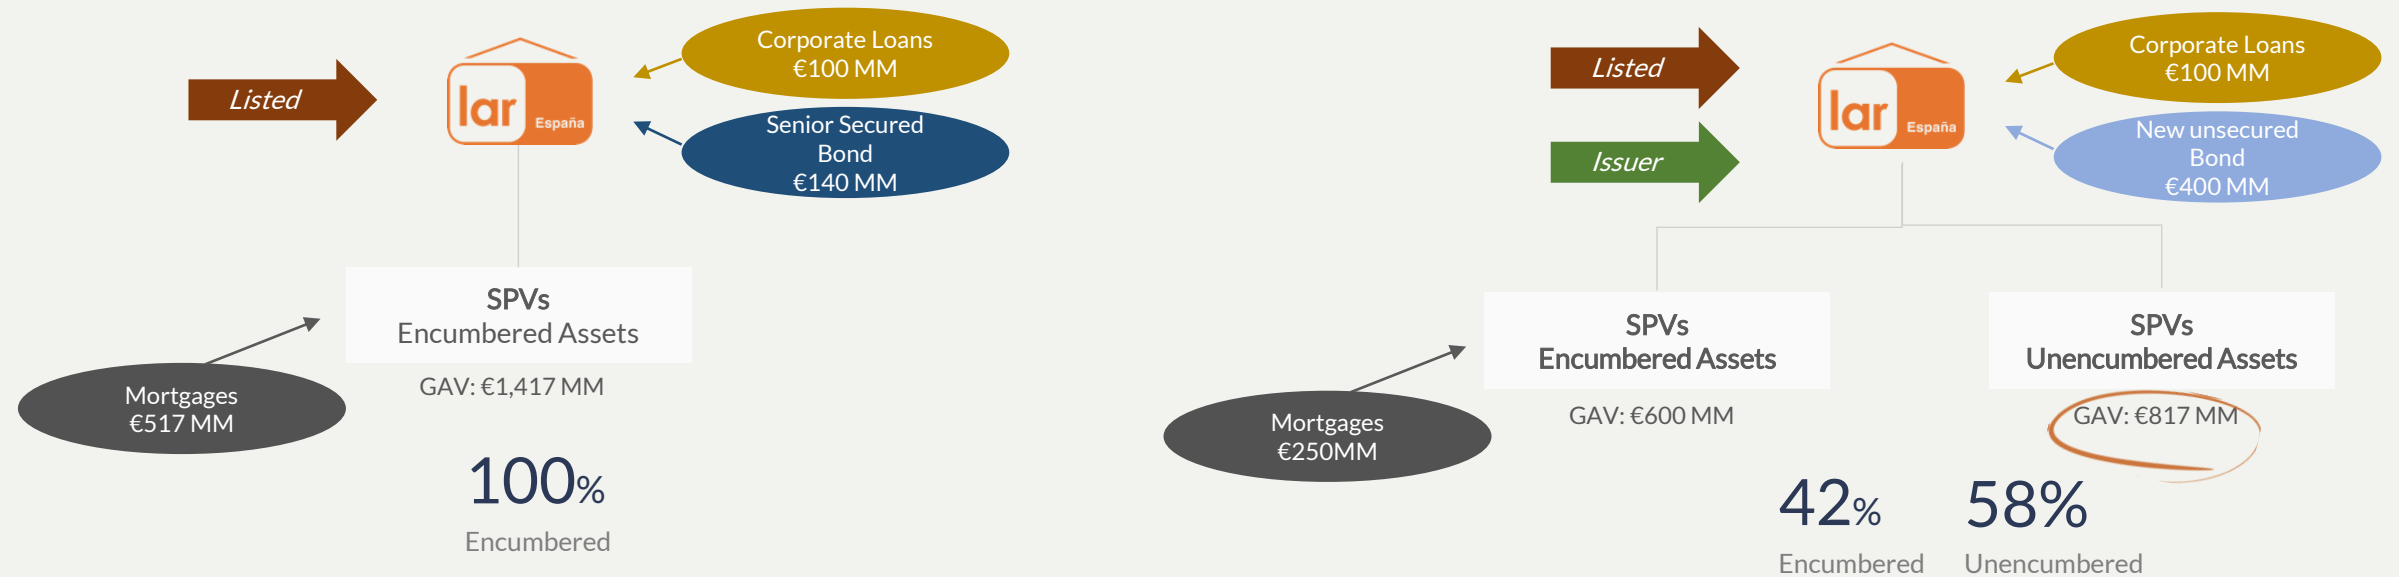 Listed
lar
España
Corporate Loans
€100 MM
Senior Secured
Bond
€140 MM
SPVs
Encumbered Assets
GAV: €1,417 MM
Mortgages
€517 MM
100%
Encumbered
Listed
Issuer
lar
España
Corporate Loans
€100 MM
New unsecured
Bond
€400 MM
SPVs
Encumbered Assets
GAV: €600 MM
Mortgages
€250MM
SPVs
Unencumbered Assets
GAV: €817 MM
42%
Encumbered
58%
Unencumbered